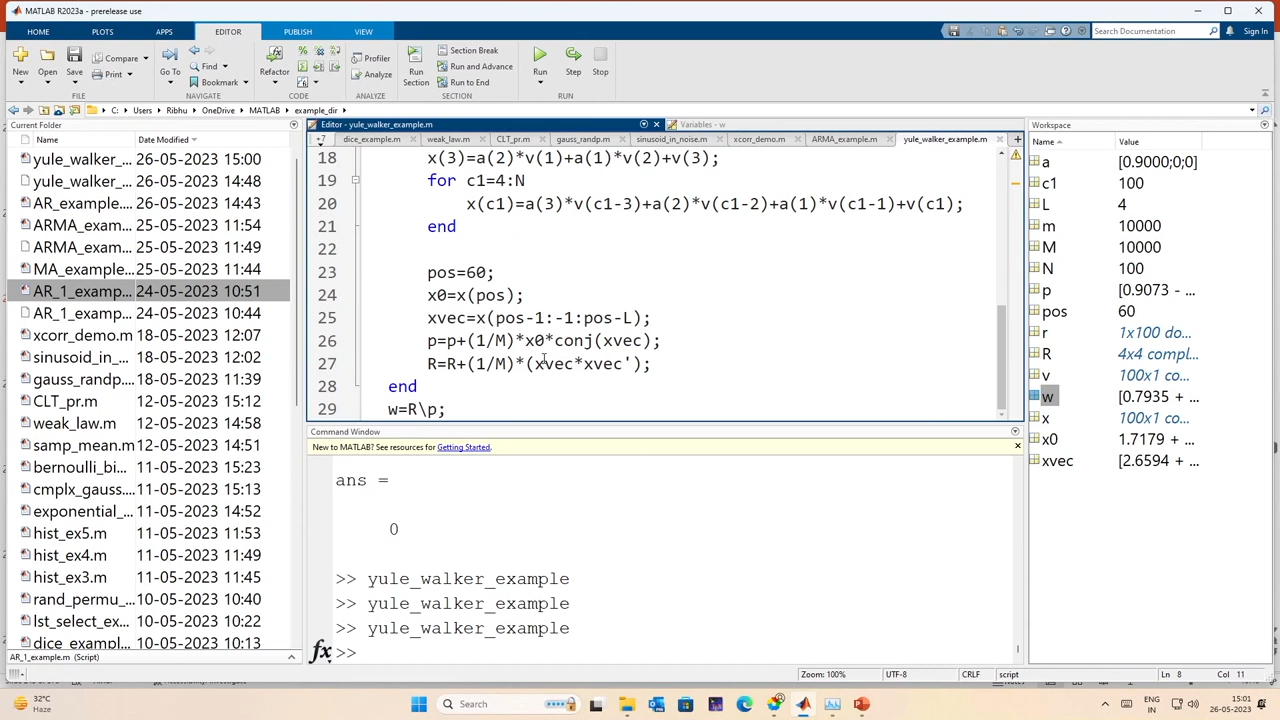 MATLAB R2023a - prerelease use
HOME PLOTS APPS EDITOR PUBLISH VIEW
Search Documentation
Sign In
New Open Save Compare Print
Go To Find Bookmark
Refactor
Profiler
Analyze
Run Section
Section Break
Run and Advance
Run to End
Run Step Stop
FILE NAVIGATE CODE ANALYZE SECTION RUN
C: Users Ribhu OneDrive MATLAB example_dir
Current Folder
Name Date Modified
yule_walker_... 26-05-2023 15:00
yule_walker_... 26-05-2023 14:48
AR_example... 26-05-2023 14:43
ARMA_exam... 25-05-2023 11:54
ARMA_exam... 25-05-2023 11:49
MA_example... 25-05-2023 11:44
AR_1_examp... 24-05-2023 10:51
AR_1_examp... 24-05-2023 10:44
xcorr_demo.m 18-05-2023 12:07
sinusoid_in_... 18-05-2023 12:02
gauss_randp... 18-05-2023 11:40
CLT_pr.m 12-05-2023 15:01
weak_law.m 12-05-2023 14:58
samp_mean.m 12-05-2023 14:51
bernoulli_bi... 11-05-2023 15:23
cmplx_gauss... 11-05-2023 15:13
exponential_... 11-05-2023 14:52
hist_ex5.m 11-05-2023 11:53
hist_ex4.m 11-05-2023 11:49
hist_ex3.m 11-05-2023 11:45
rand_permu_... 10-05-2023 10:40
lst_select_ex... 10-05-2023 10:22
dice_exampl... 10-05-2023 10:13
AR_1_example.m (Script)
Editor - yule_walker_example.m
Variables - w
dice_example.m weak_law.m CLT_pr.m gauss_randp.m sinusoid_in_noise.m xcorr_demo.m ARMA_example.m yule_walker_example.m
18 x(3)=a(2)*v(1)+a(1)*v(2)+v(3);
19 for c1=4:N
20 x(c1)=a(3)*v(c1-3)+a(2)*v(c1-2)+a(1)*v(c1-1)+v(c1);
21 end
22
23 pos=60;
24 x0=x(pos);
25 xvec=x(pos-1:-1:pos-L);
26 p=p+(1/M)*x0*conj(xvec);
27 R=R+(1/M)*(xvec*xvec');
28 end
29 w=R\p;
Command Window
New to MATLAB? See resources for Getting Started.
ans =
0
>> yule_walker_example
>> yule_walker_example
>> yule_walker_example
fx >>
Workspace
Name Value
a [0.9000;0;0]
c1 100
L 4
m 10000
M 10000
N 100
p [0.9073 - ...
pos 60
r 1x100 do...
R 4x4 compl...
v 100x1 co...
w [0.7935 + ...
x 100x1 co...
x0 1.7179 + ...
xvec [2.6594 + ...
Zoom: 100% UTF-8 CRLF script Ln 8 Col 11
32°C
Haze
Search
ENG
IN
15:01
26-05-2023